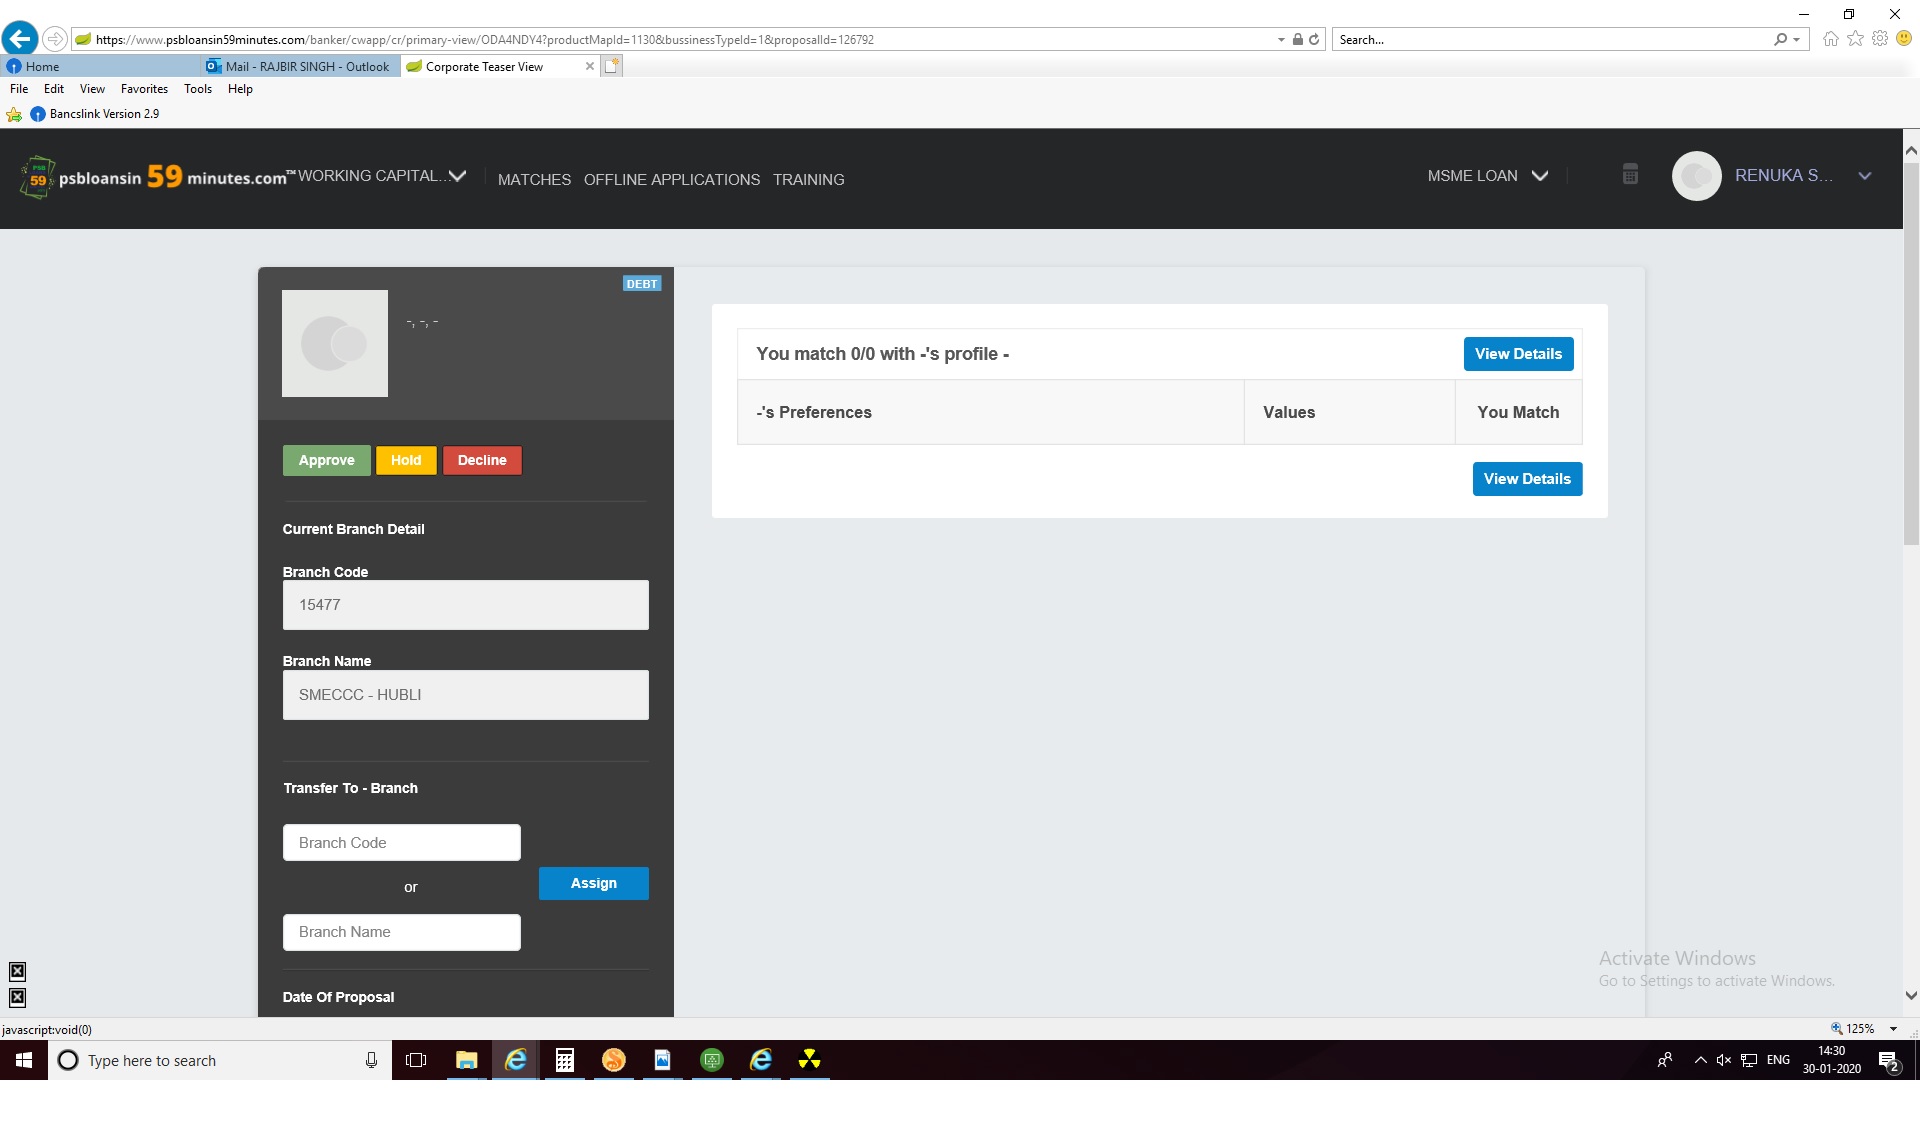 https://www.psbloansin59minutes.com/banker/cwapp/cr/primary-view/ODA4NDY4?productMapId=1130&bussinessTypeId=1&proposalId=126792
Search...
Home
Mail - RAJBIR SINGH - Outlook
Corporate Teaser View
File Edit View Favorites Tools Help
Bancslink Version 2.9
PSB 59 psbloansin 59 minutes.com™
WORKING CAPITAL...
MATCHES OFFLINE APPLICATIONS TRAINING
MSME LOAN
RENUKA S...
DEBT
-, -, -
You match 0/0 with -'s profile -
View Details
-'s Preferences Values You Match
View Details
Approve Hold Decline
Current Branch Detail
Branch Code
15477
Branch Name
SMECCC - HUBLI
Transfer To - Branch
Branch Code
or
Assign
Branch Name
Date Of Proposal
Activate Windows
Go to Settings to activate Windows.
javascript:void(0)
125%
Type here to search
ENG
14:30
30-01-2020
2